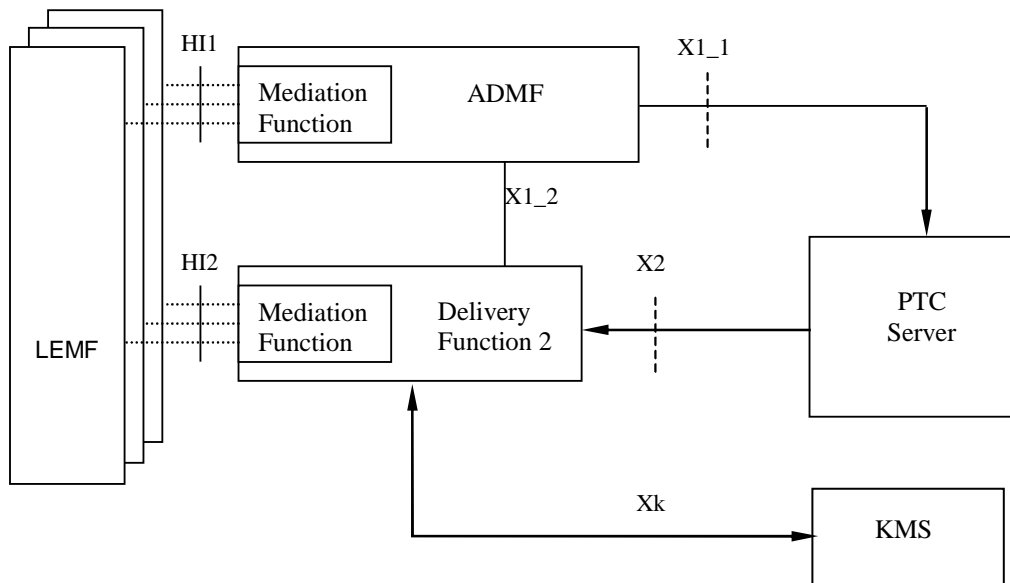 HI1
X1_1
Mediation
Function
ADMF
X1_2
HI2
X2
Mediation
Function
Delivery
Function 2
PTC
Server
LEMF
Xk
KMS